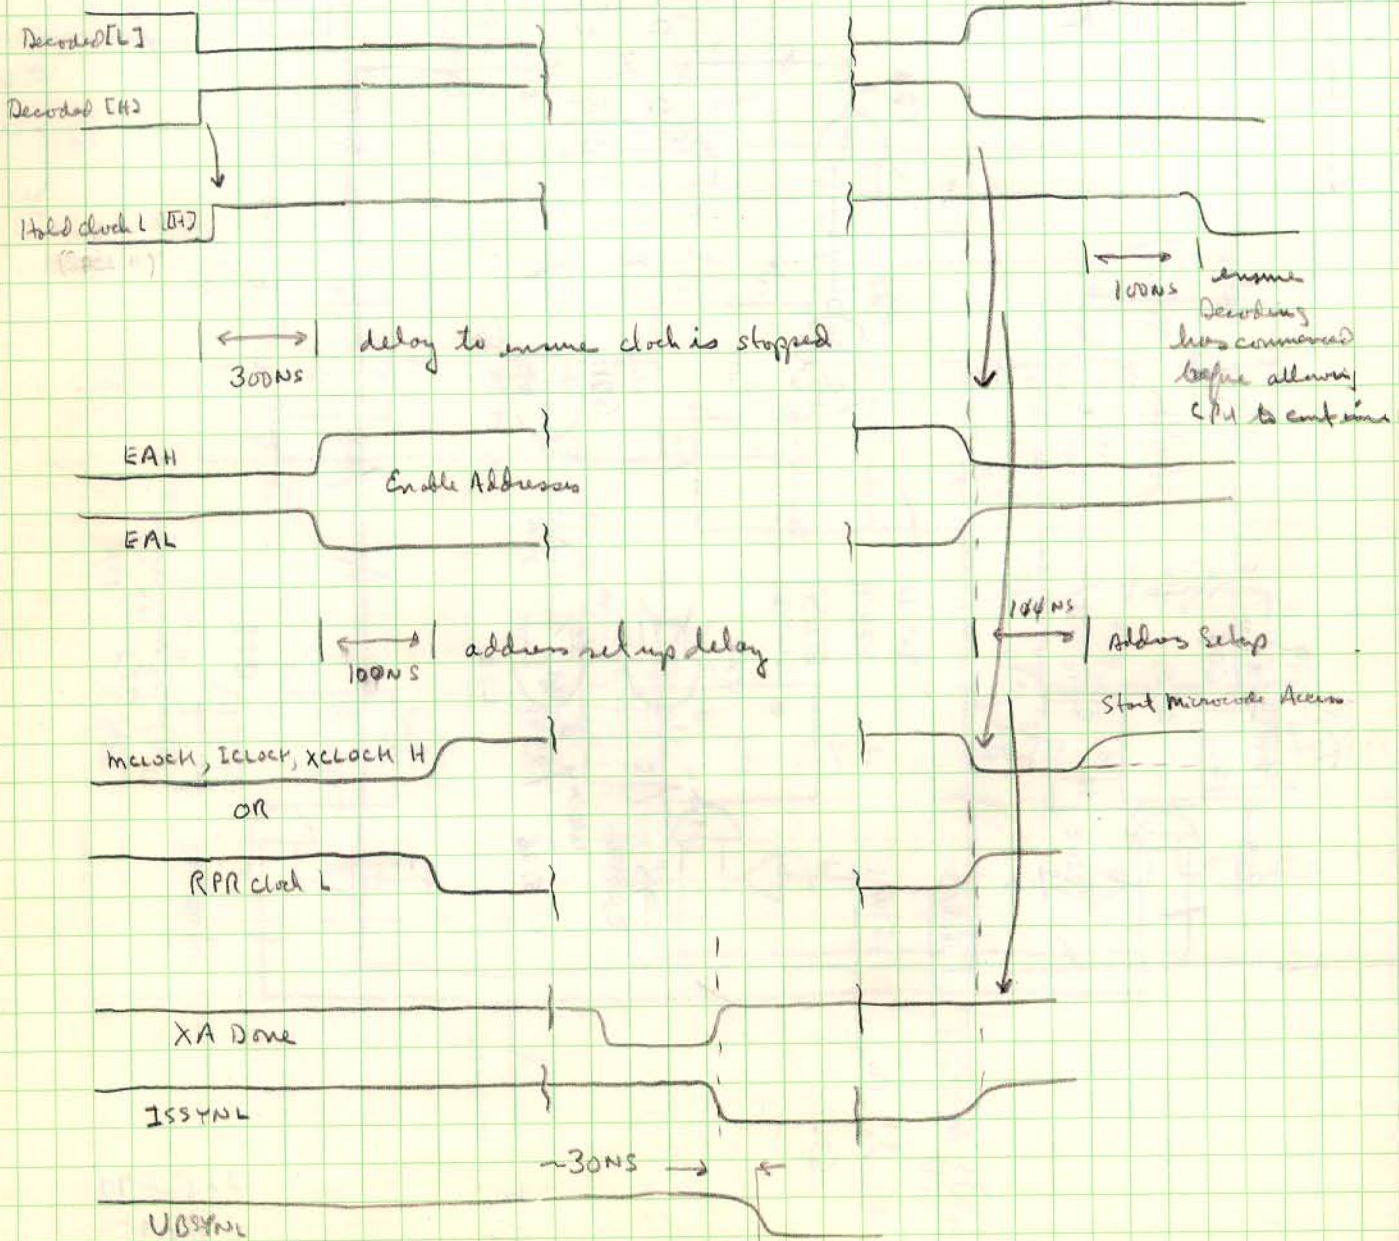 Decoded [L]
Decoded [H]
Hold clock L [H]
100NS
ensure
Decoding
has commenced
before allowing
CPU to continue
300NS
delay to ensure clock is stopped
EAH
Enable Addresses
EAL
100NS
address set up delay
NS
Address Setup
Start Microcode Access
MCLOCK, ICLOCK, XCLOCK H
OR
RPR clock L
XA Done
ISSYNL
~30NS
UBSYNL